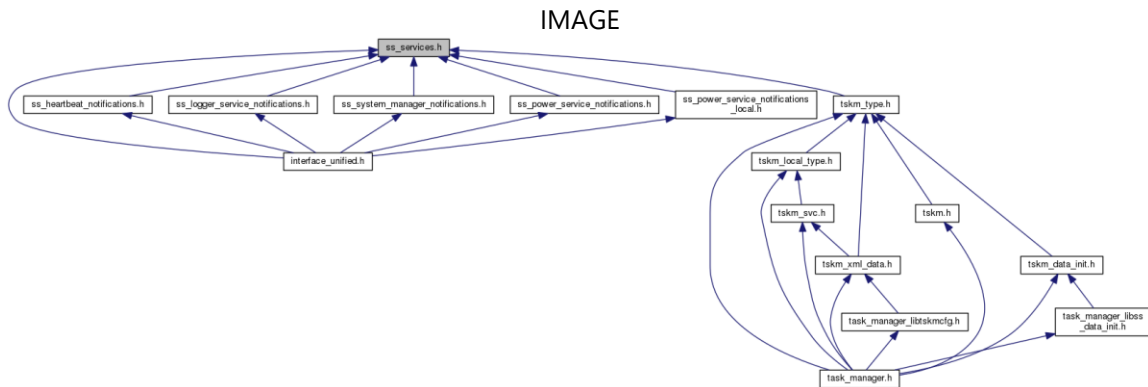 IMAGE
ss_services.h
ss_heartbeat_notifications.h
ss_logger_service_notifications.h
ss_system_manager_notifications.h
ss_power_service_notifications.h
ss_power_service_notifications
_local.h
tskm_type.h
interface_unified.h
tskm_local_type.h
tskm_svc.h
tskm.h
tskm_xml_data.h
tskm_data_init.h
task_manager_libtskmcfg.h
task_manager_libss
_data_init.h
task_manager.h